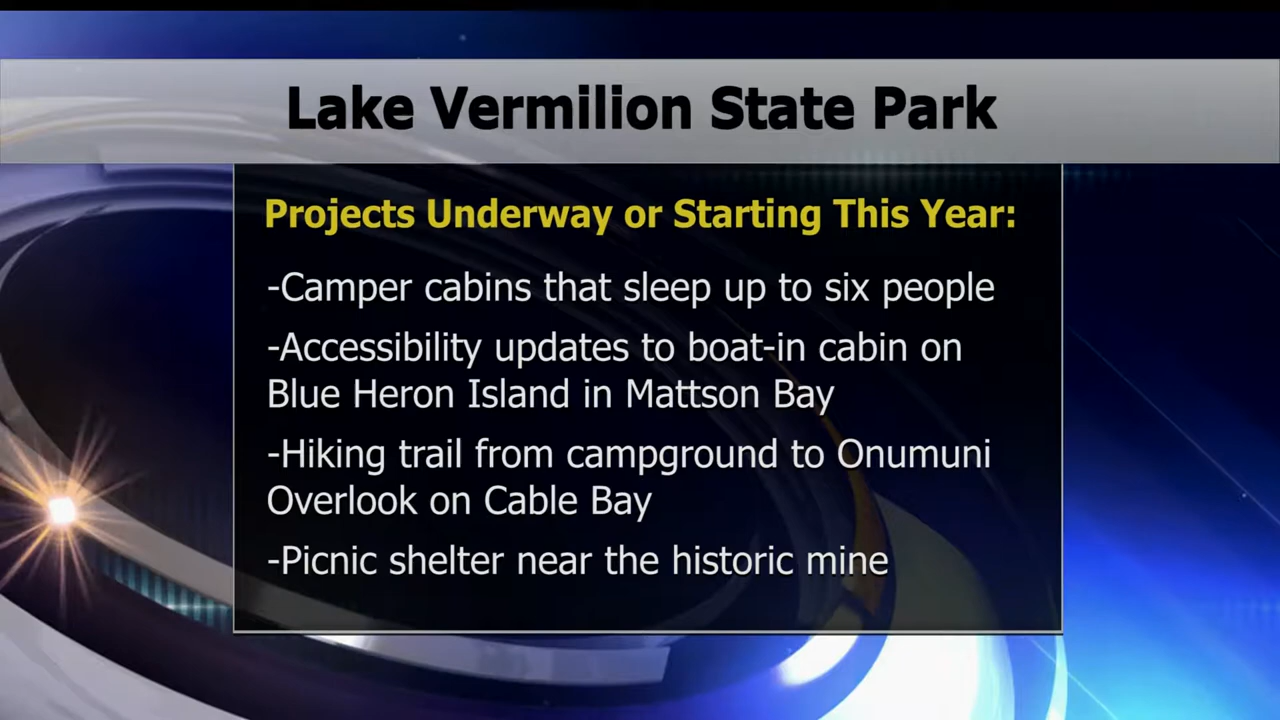 Lake Vermilion State Park
Projects Underway or Starting This Year:
-Camper cabins that sleep up to six people
-Accessibility updates to boat-in cabin on
Blue Heron Island in Mattson Bay
-Hiking trail from campground to Onumuni
Overlook on Cable Bay
-Picnic shelter near the historic mine